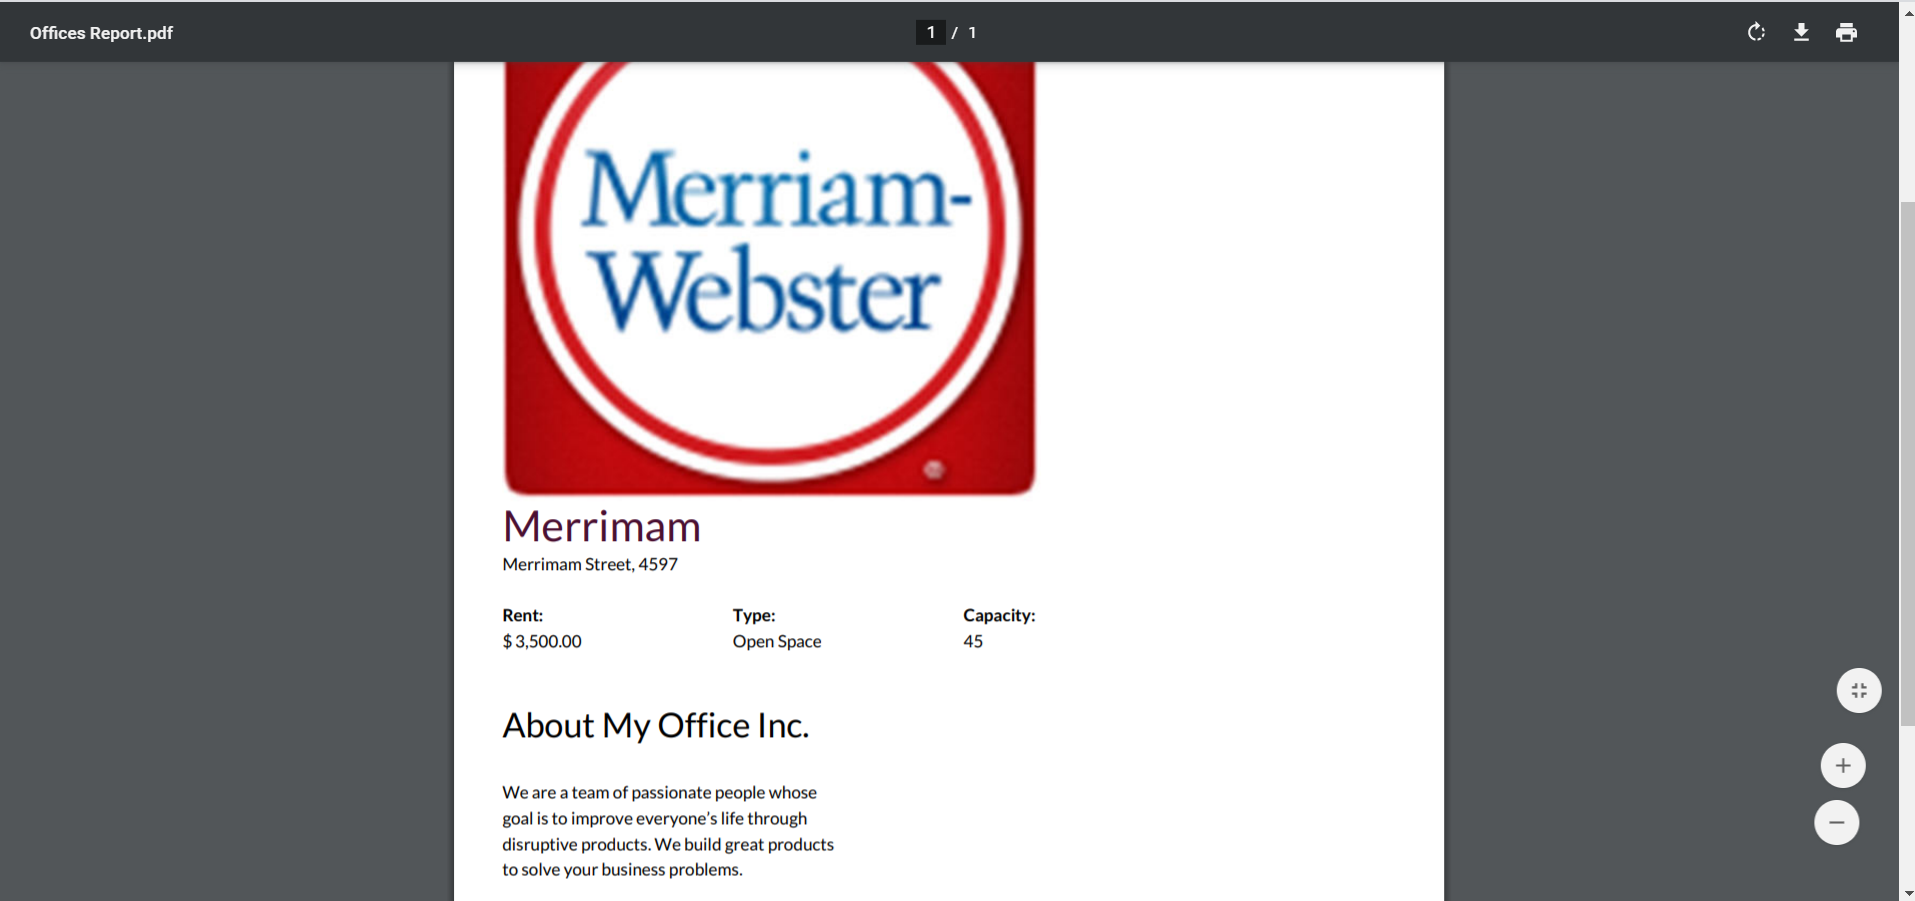 Offices Report.pdf
1 / 1
Merriam-
Webster
®
Merrimam
Merrimam Street, 4597
Rent: Type: Capacity:
$ 3,500.00 Open Space 45
About My Office Inc.
We are a team of passionate people whose
goal is to improve everyone’s life through
disruptive products. We build great products
to solve your business problems.